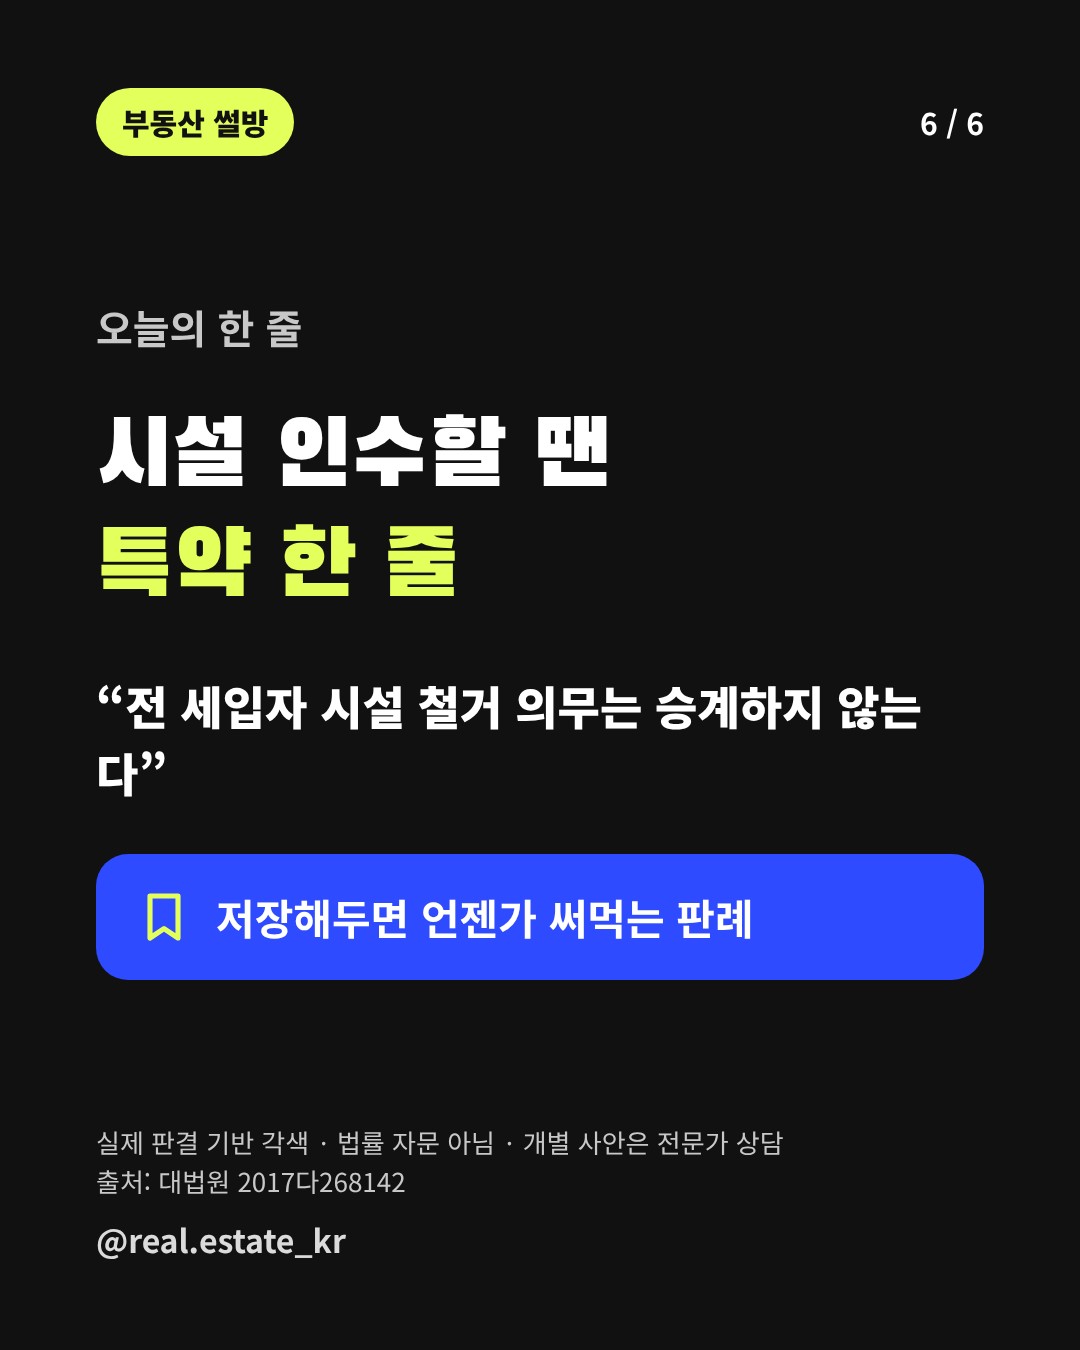 부동산 썰방
6 / 6
오늘의 한 줄
시설 인수할 땐
특약 한 줄
“전 세입자 시설 철거 의무는 승계하지 않는
다”
저장해두면 언젠가 써먹는 판례
실제 판결 기반 각색 · 법률 자문 아님 · 개별 사안은 전문가 상담
출처: 대법원 2017다268142
@real.estate_kr